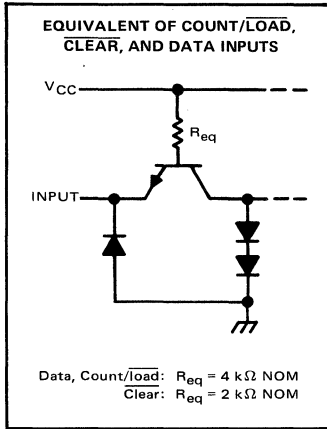 EQUIVALENT OF COUNT/LOAD,
CLEAR, AND DATA INPUTS
VCC
Req
INPUT
Data, Count/load: Req = 4 kΩ NOM
Clear: Req = 2 kΩ NOM